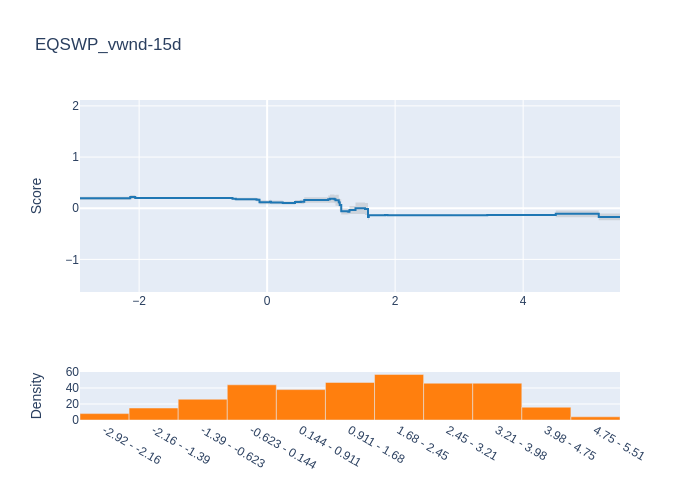 EQSWP_vwnd-15d
Score
2
1
0
−1
−2
0
2
4
Density
60
40
20
0
-2.92 - -2.16
-2.16 - -1.39
-1.39 - -0.623
-0.623 - 0.144
0.144 - 0.911
0.911 - 1.68
1.68 - 2.45
2.45 - 3.21
3.21 - 3.98
3.98 - 4.75
4.75 - 5.51